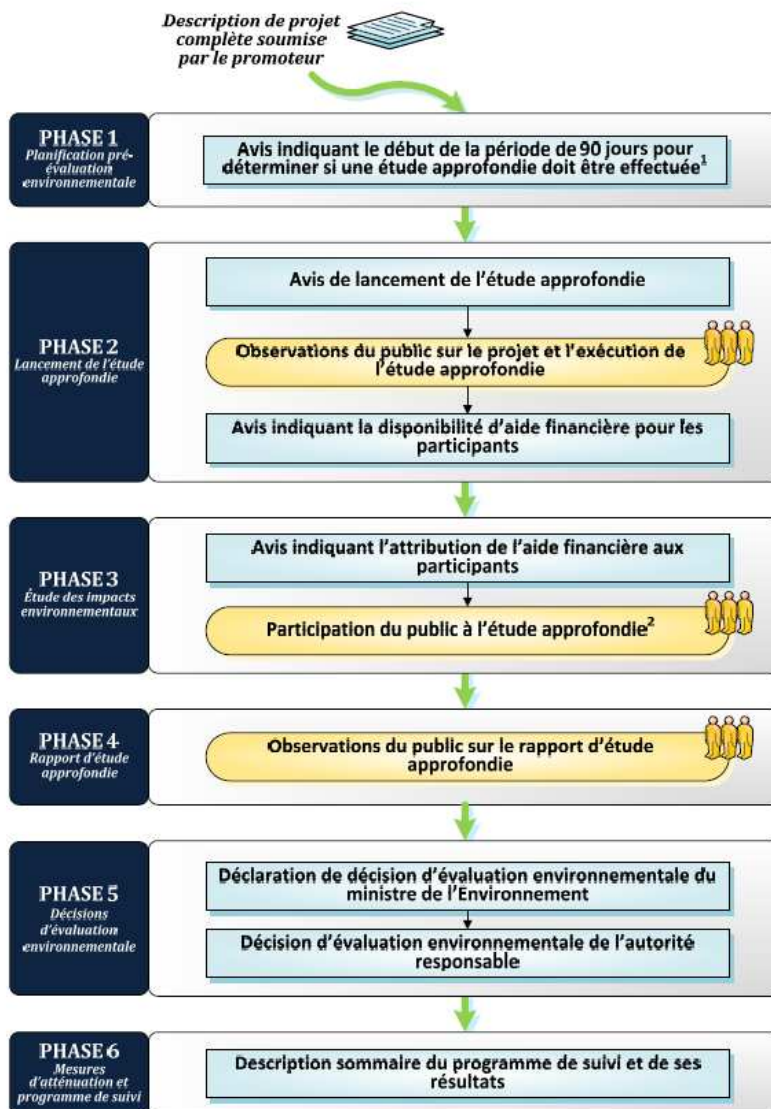 Description de projet
complète soumise
par le promoteur
PHASE 1
Planification pré-
évaluation
environnementale
Avis indiquant le début de la période de 90 jours pour
déterminer si une étude approfondie doit être effectuée¹
PHASE 2
Lancement de l'étude
approfondie
Avis de lancement de l'étude approfondie
Observations du public sur le projet et l'exécution de
l'étude approfondie
Avis indiquant la disponibilité d'aide financière pour les
participants
PHASE 3
Étude des impacts
environnementaux
Avis indiquant l'attribution de l'aide financière aux
participants
Participation du public à l'étude approfondie²
PHASE 4
Rapport d'étude
approfondie
Observations du public sur le rapport d'étude
approfondie
PHASE 5
Décisions
d'évaluation
environnementale
Déclaration de décision d'évaluation environnementale du
ministre de l'Environnement
Décision d'évaluation environnementale de l'autorité
responsable
PHASE 6
Mesures
d'atténuation et
programme de suivi
Description sommaire du programme de suivi et de ses
résultats